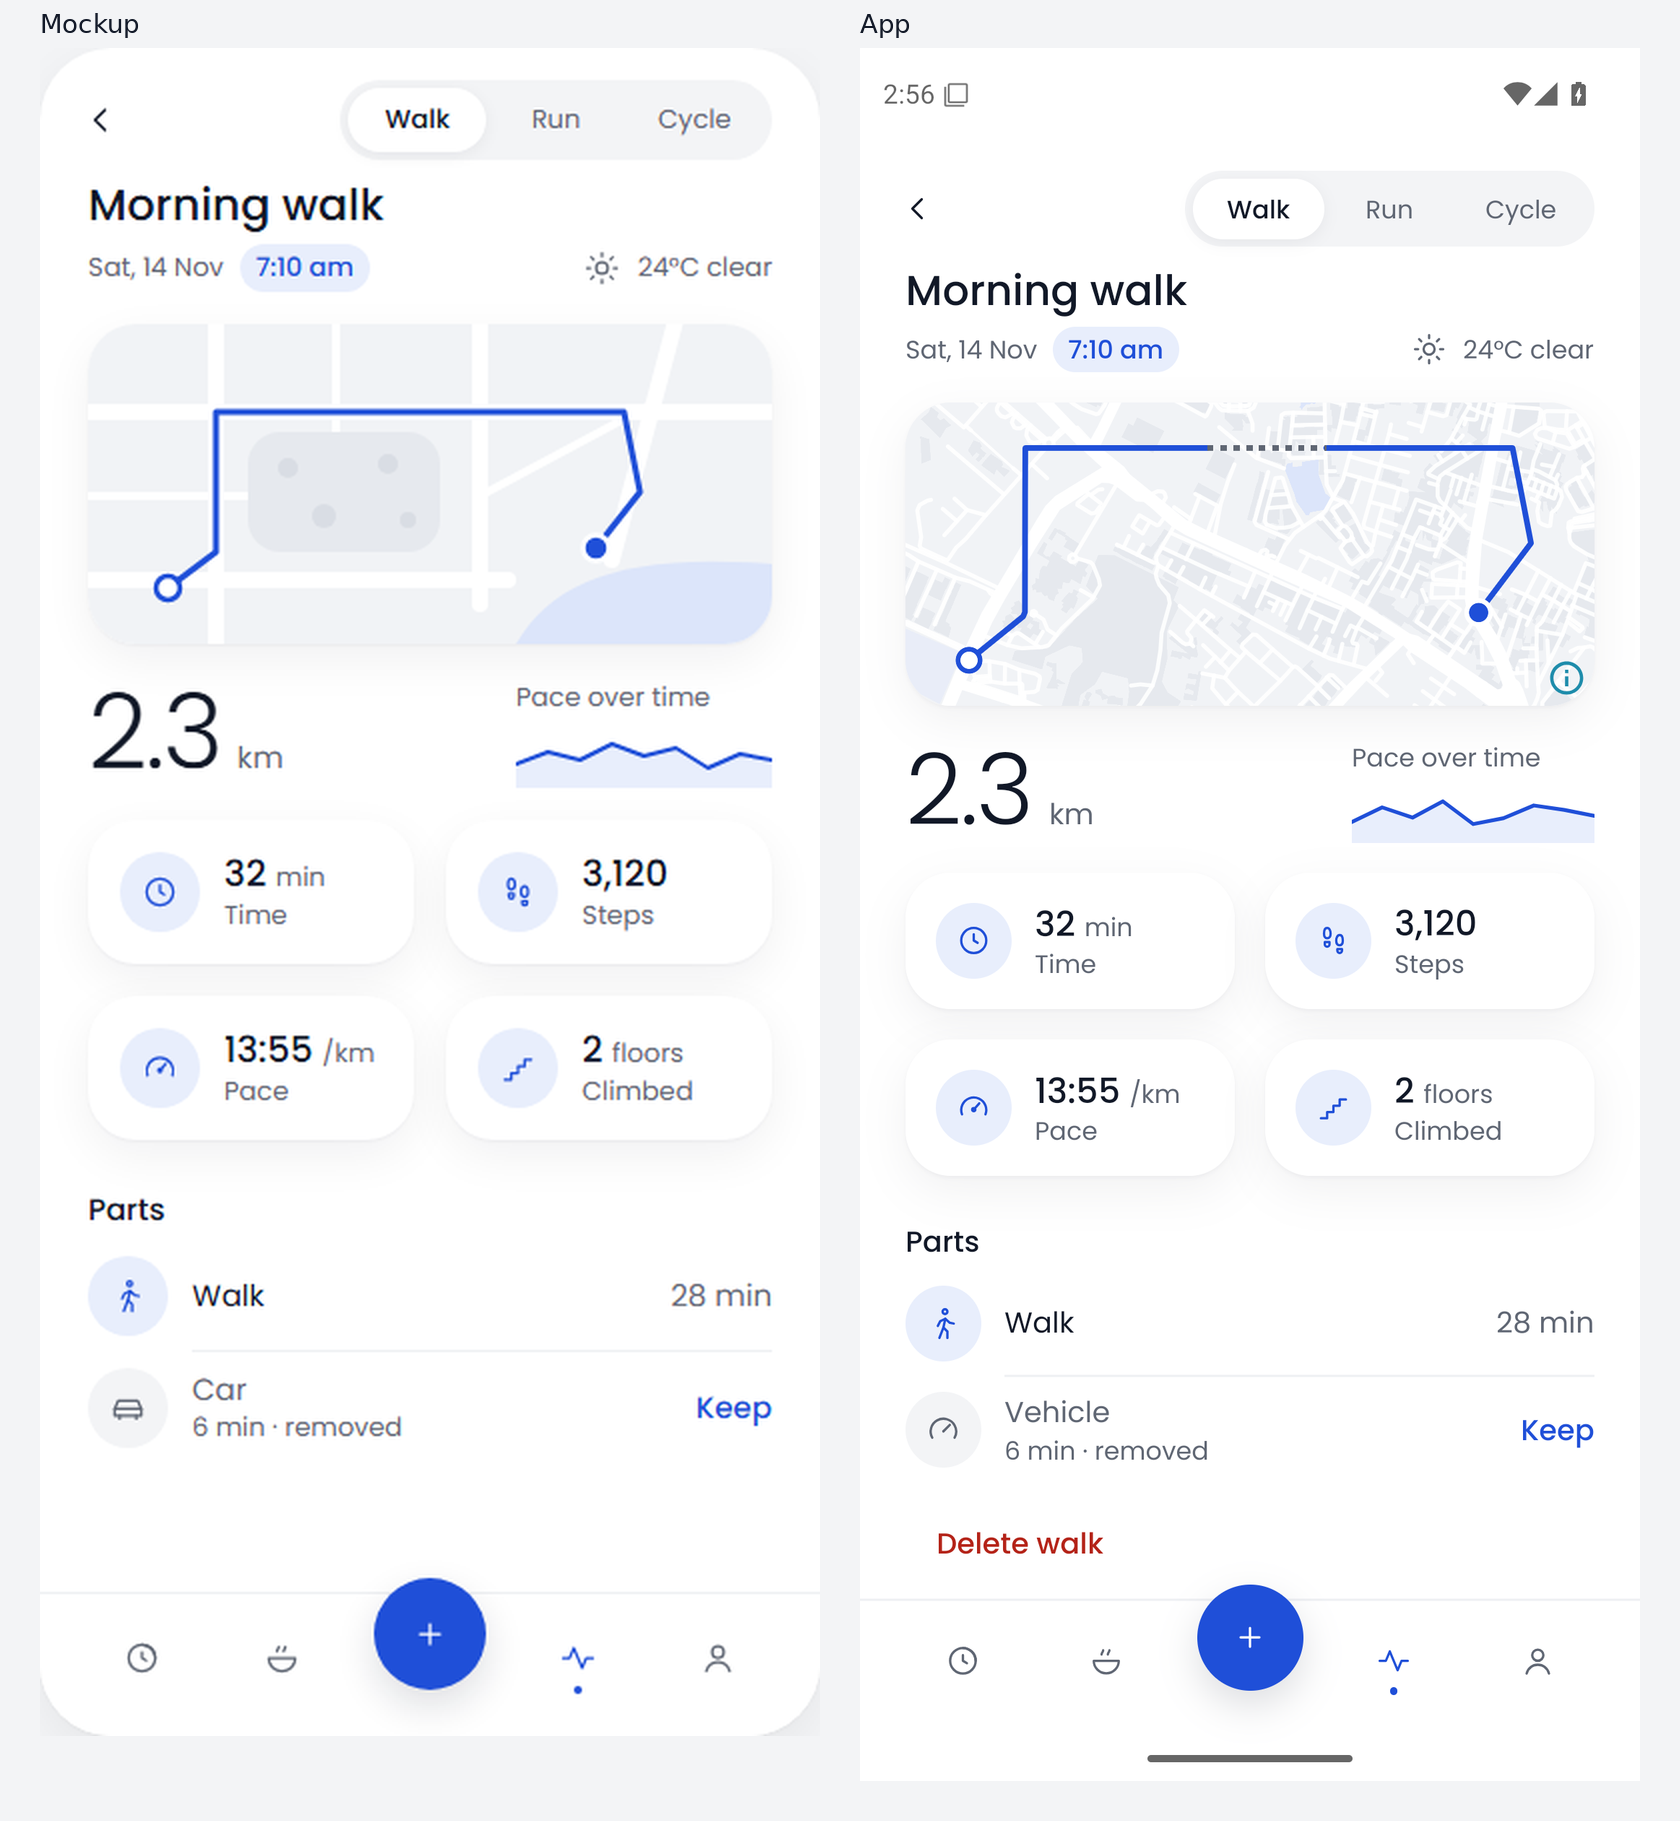 Mockup
Walk Run Cycle
Morning walk
Sat, 14 Nov 7:10 am 24°C clear
2.3 km
Pace over time
32 min
Time
3,120
Steps
13:55 /km
Pace
2 floors
Climbed
Parts
Walk 28 min
Car
6 min · removed
Keep
App
2:56
Walk Run Cycle
Morning walk
Sat, 14 Nov 7:10 am 24°C clear
2.3 km
Pace over time
32 min
Time
3,120
Steps
13:55 /km
Pace
2 floors
Climbed
Parts
Walk 28 min
Vehicle
6 min · removed
Keep
Delete walk